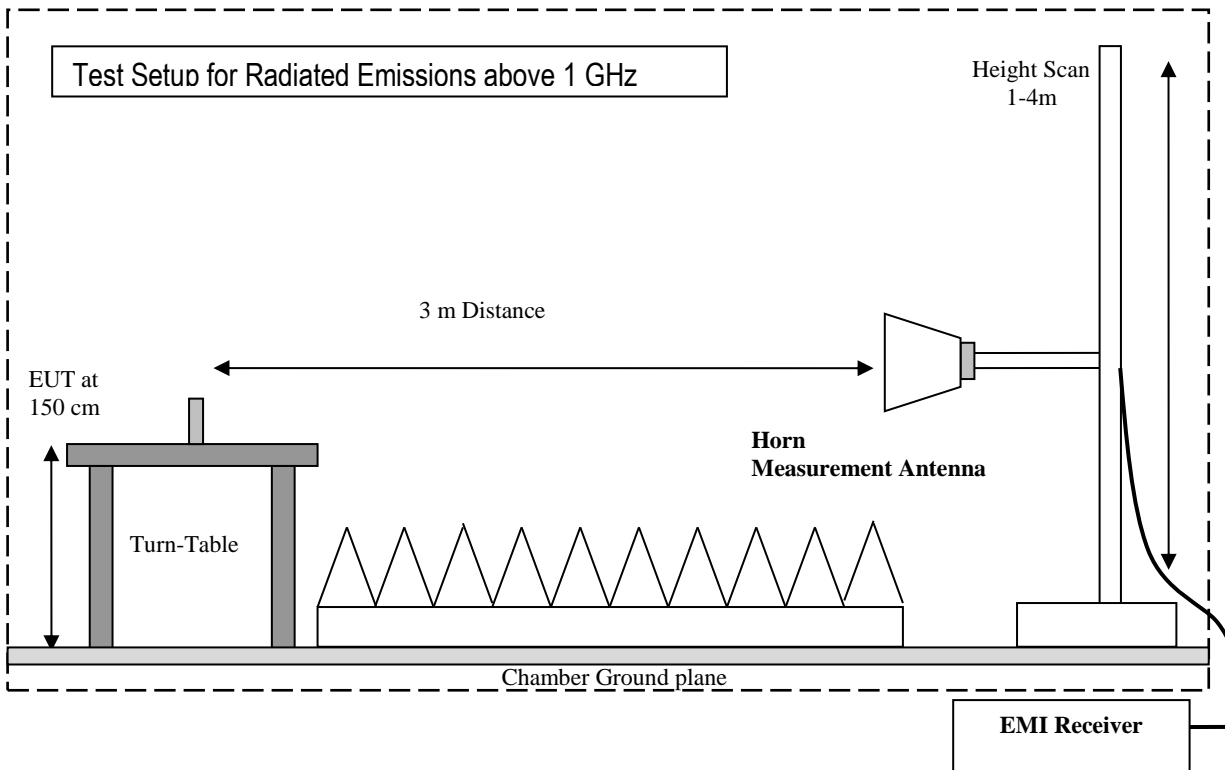 Test Setup for Radiated Emissions above 1 GHz
Height Scan
1-4m
3 m Distance
EUT at
150 cm
Horn
Measurement Antenna
Turn-Table
Chamber Ground plane
EMI Receiver